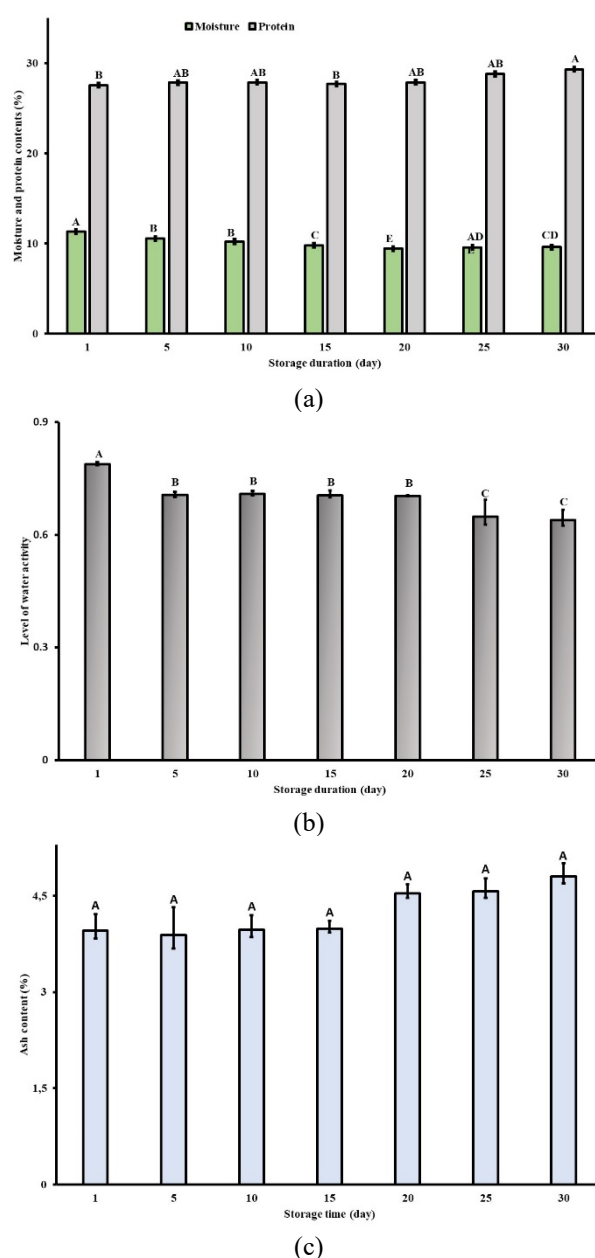 Moisture Protein
Moisture and protein contents (%)
30
20
10
0
B AB AB B AB AB A
A B B C E AD CD
E
1 5 10 15 20 25 30
Storage duration (day)
(a)
Level of water activity
0.9
0.6
0.3
0
A B B B B C C
1 5 10 15 20 25 30
Storage duration (day)
(b)
Ash content (%)
4,5
3
1,5
0
A A A A A A A
1 5 10 15 20 25 30
Storage time (day)
(c)